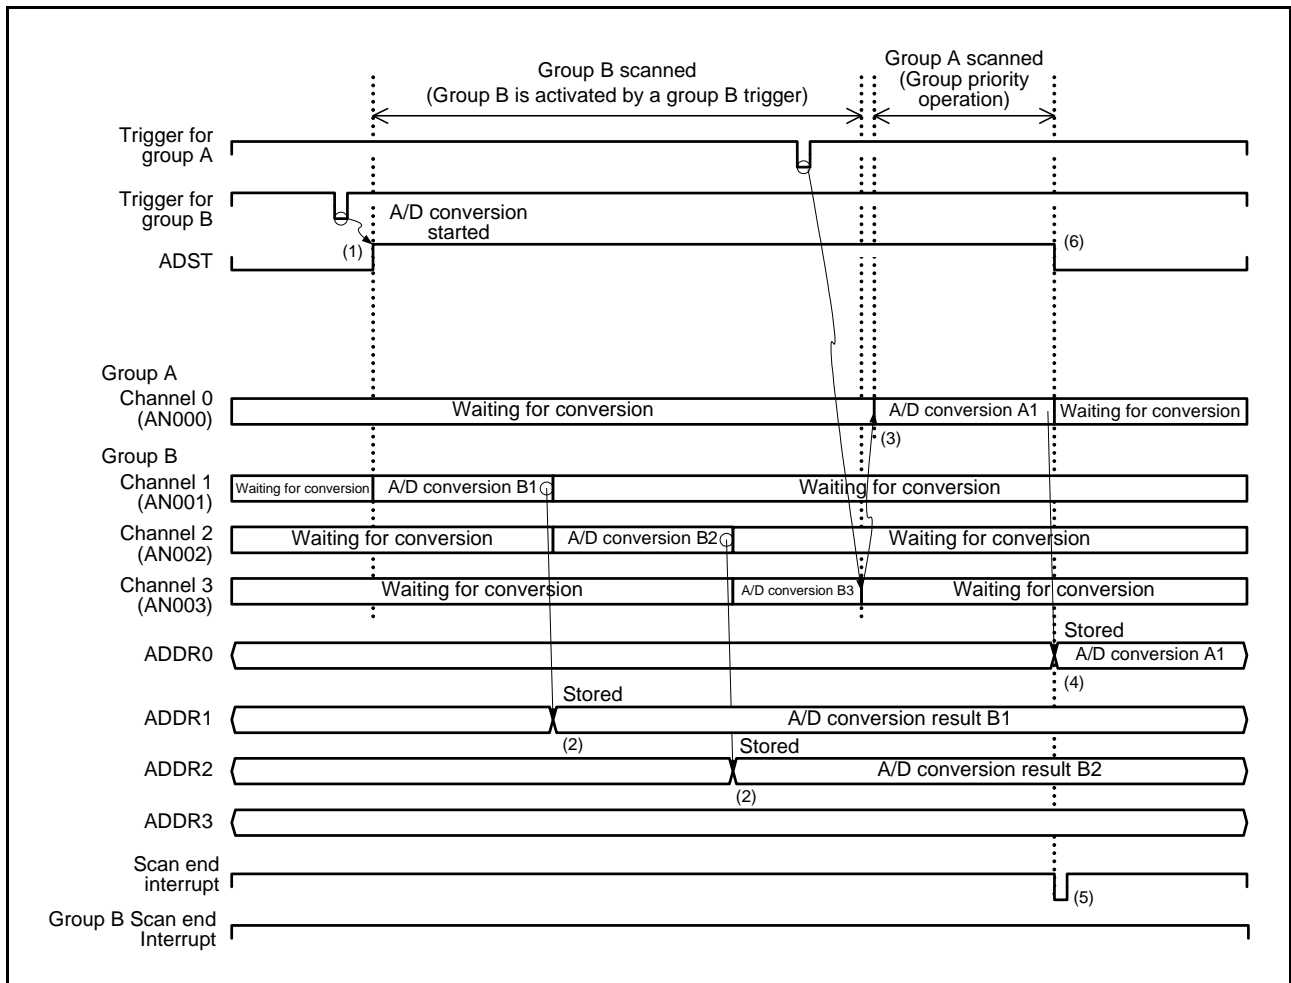 Group B scanned
(Group B is activated by a group B trigger)
Group A scanned
(Group priority
operation)
Trigger for
group A
Trigger for
group B
A/D conversion
started
(1)
(6)
ADST
Group A
Channel 0
(AN000)
Waiting for conversion
A/D conversion A1
Waiting for conversion
(3)
Group B
Channel 1
(AN001)
Waiting for conversion
A/D conversion B1
Waiting for conversion
Channel 2
(AN002)
Waiting for conversion
A/D conversion B2
Waiting for conversion
Channel 3
(AN003)
Waiting for conversion
A/D conversion B3
Waiting for conversion
Stored
ADDR0
A/D conversion A1
(4)
Stored
ADDR1
A/D conversion result B1
(2)
Stored
ADDR2
A/D conversion result B2
(2)
ADDR3
Scan end
interrupt
(5)
Group B Scan end
Interrupt